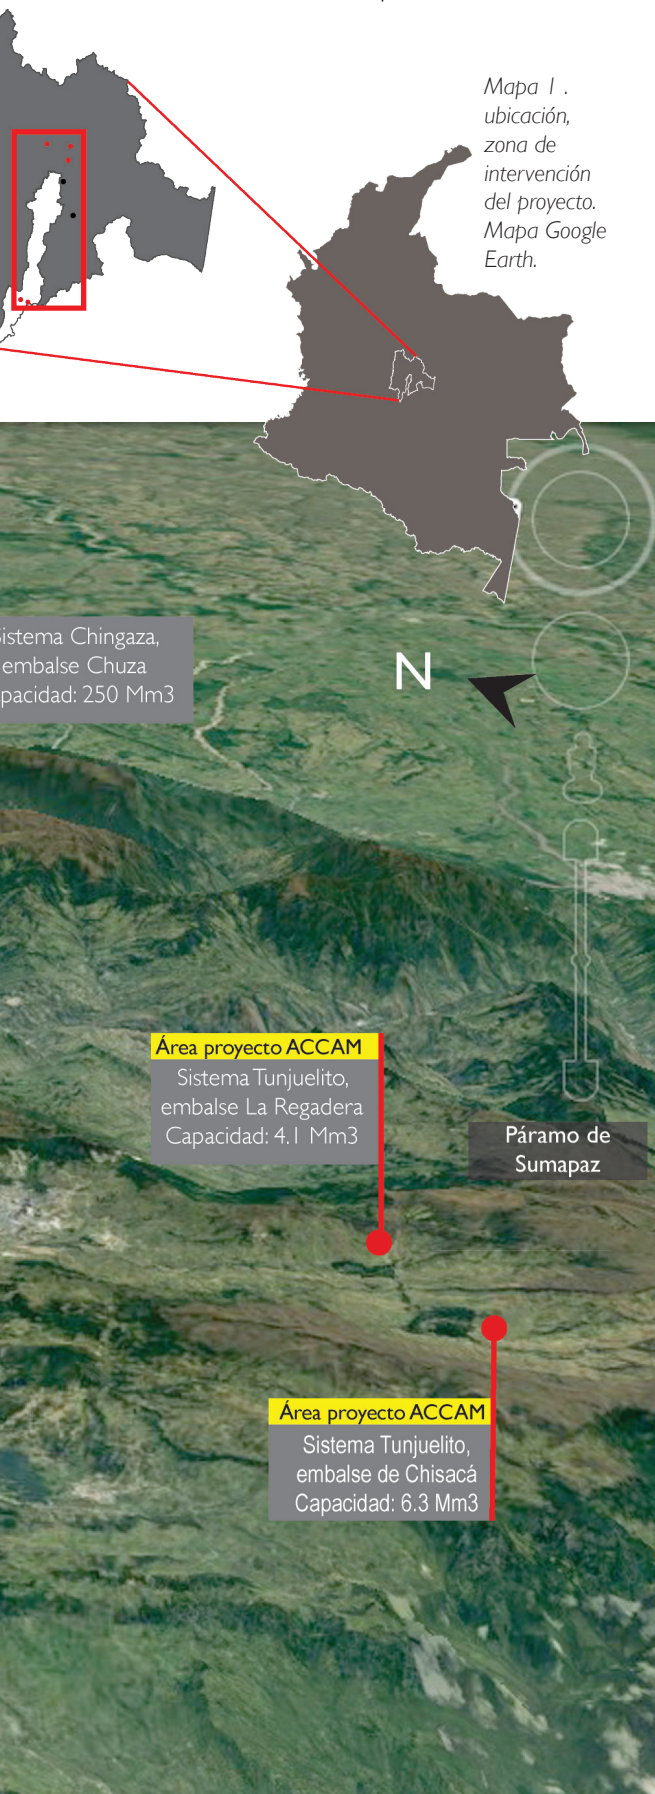 Mapa 1 .
ubicación,
zona de
intervención
del proyecto.
Mapa Google
Earth.
Sistema Chingaza,
embalse Chuza
pacidad: 250 Mm3
N
Área proyecto ACCAM
Sistema Tunjuelito,
embalse La Regadera
Capacidad: 4.1 Mm3
Páramo de
Sumapaz
Área proyecto ACCAM
Sistema Tunjuelito,
embalse de Chisacá
Capacidad: 6.3 Mm3